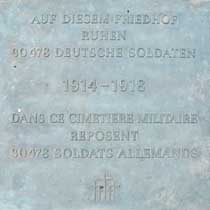 AUF DIESEM FRIEDHOF
RUHEN
30478 DEUTSCHE SOLDATEN
1914-1918
DANS CE CIMETIERE MILITAIRE
REPOSENT
30478 SOLDATS ALLEMANDS